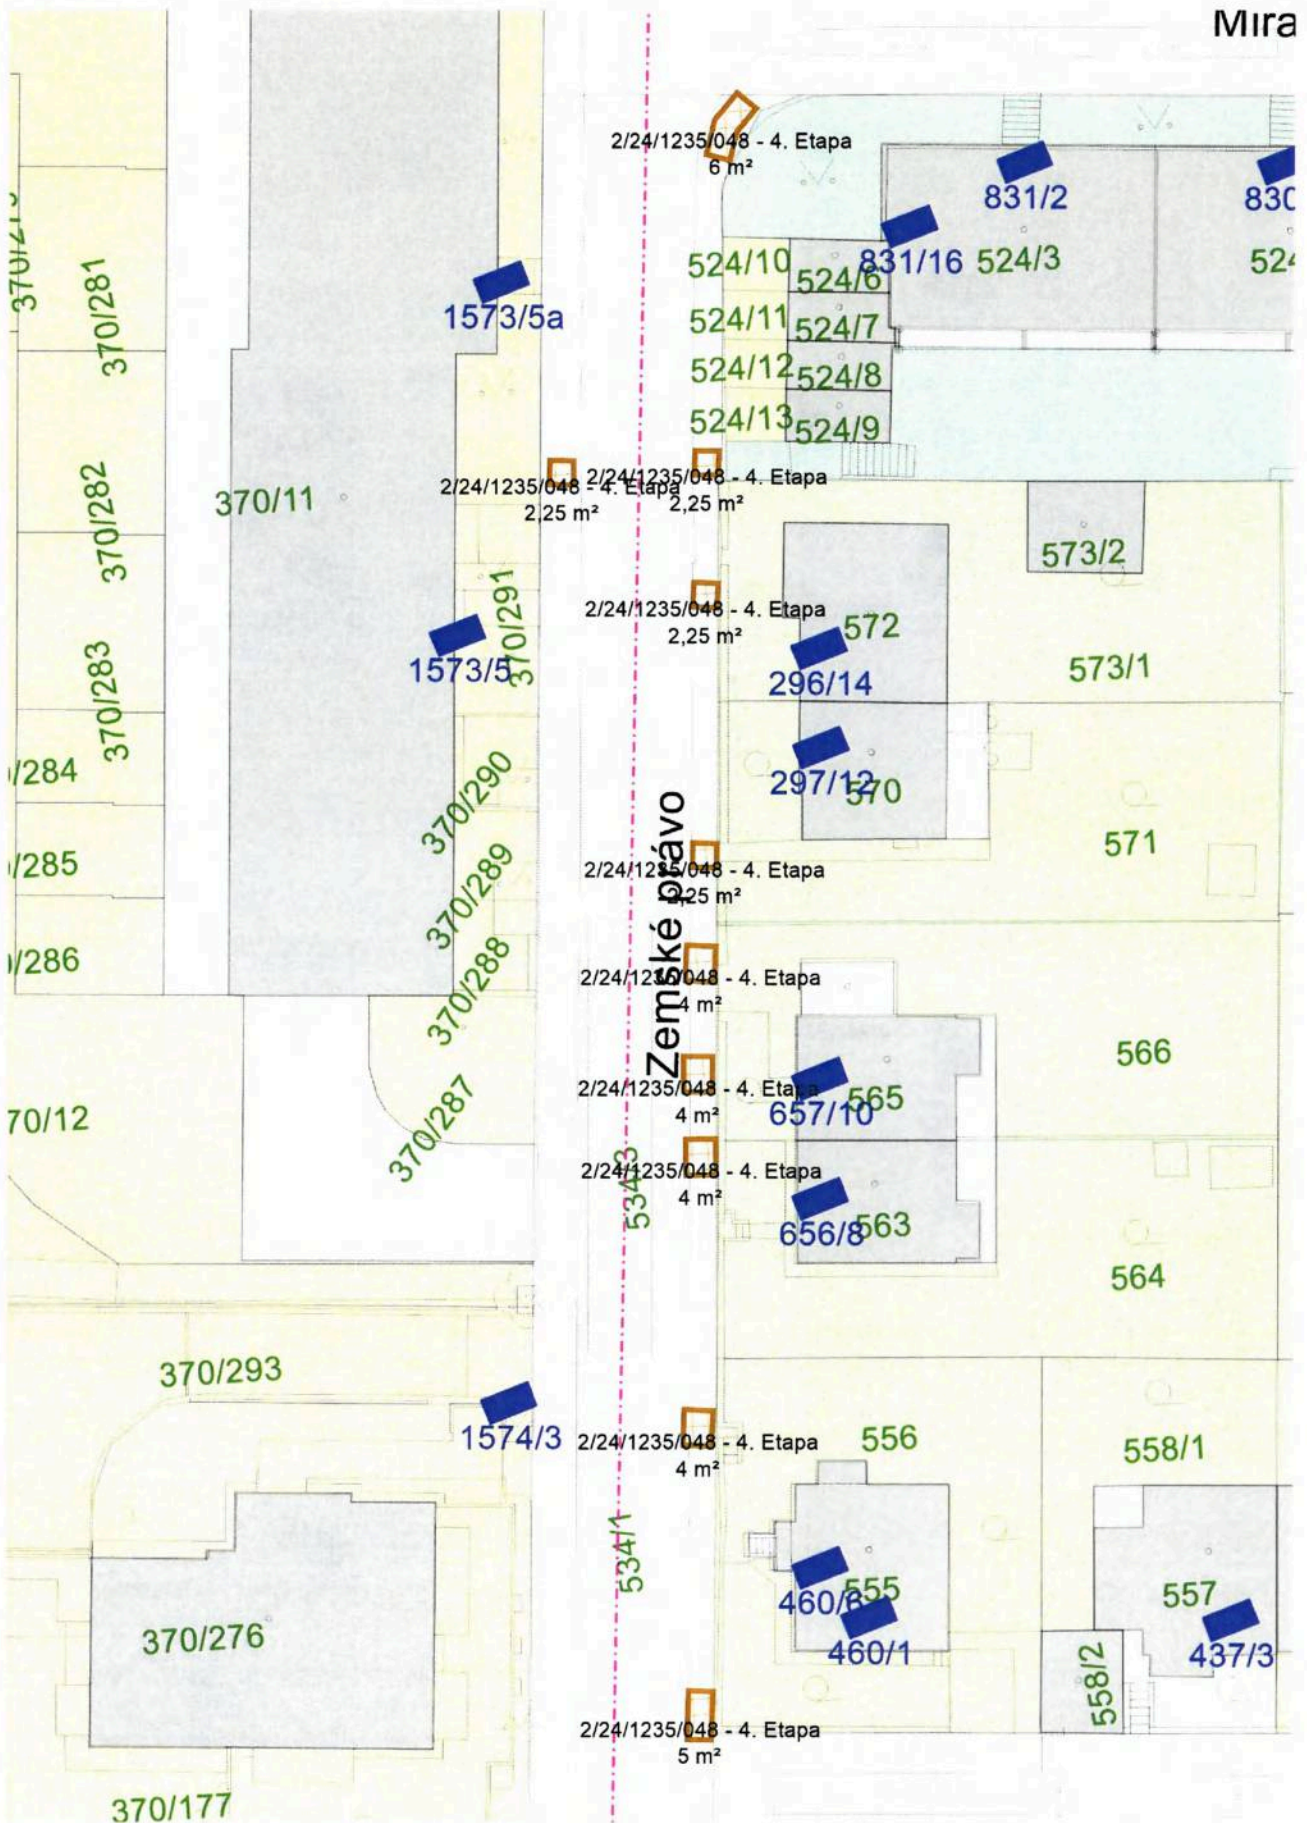 Mira
2/24/1235/048 - 4. Etapa
6 m²
831/2
831/16
524/3
524/10
524/6
370/281
1573/5a
524/11
524/7
524/12
524/8
524/13
524/9
2/24/1235/048 - 4. Etapa
2,25 m²
2/24/1235/048 - 4. Etapa
2,25 m²
370/282
370/11
573/2
2/24/1235/048 - 4. Etapa
2,25 m²
370/291
572
296/14
573/1
1573/5
370/283
297/12
570
571
/284
370/290
Zemské právo
2/24/1235/048 - 4. Etapa
2,25 m²
/285
370/289
/286
370/288
2/24/1235/048 - 4. Etapa
4 m²
566
565
657/10
2/24/1235/048 - 4. Etapa
4 m²
70/12
370/287
2/24/1235/048 - 4. Etapa
4 m²
534/3
563
656/8
564
370/293
1574/3
2/24/1235/048 - 4. Etapa
4 m²
556
558/1
534/1
555
460/6
460/1
557
437/3
558/2
370/276
2/24/1235/048 - 4. Etapa
5 m²
370/177